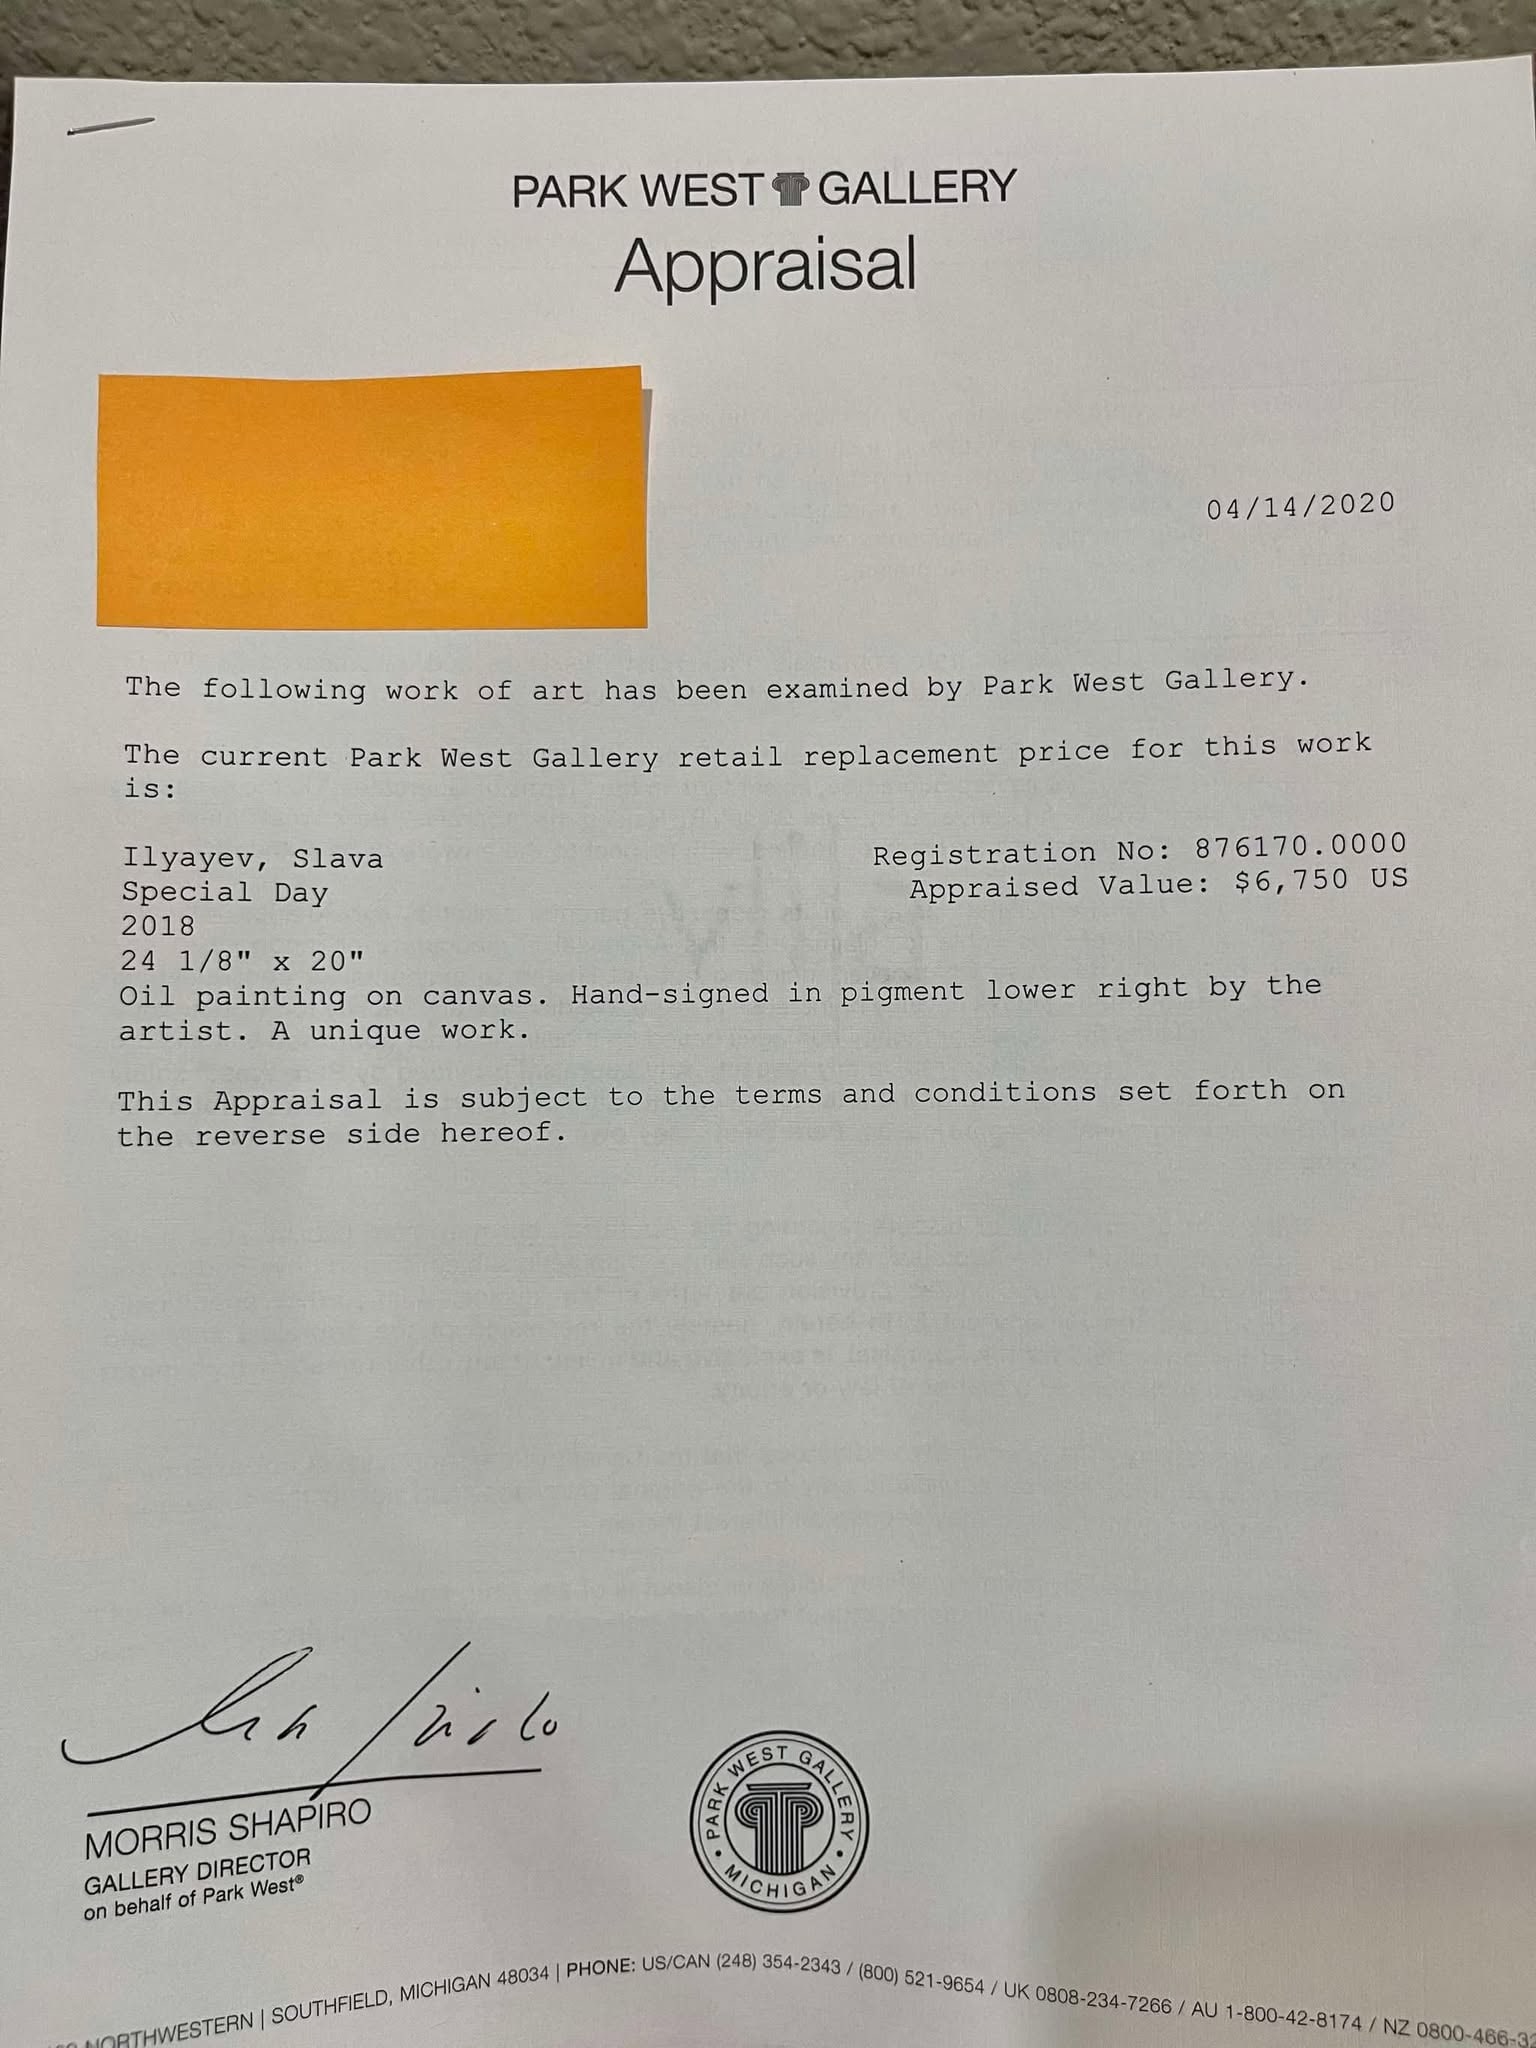 PARK WEST GALLERY
Appraisal
04/14/2020
The following work of art has been examined by Park West Gallery.
The current Park West Gallery retail replacement price for this work
is:
Ilyayev, Slava
Registration No: 876170.0000
Special Day
Appraised Value: $6,750 US
2018
24 1/8" x 20"
Oil painting on canvas. Hand-signed in pigment lower right by the
artist. A unique work.
This Appraisal is subject to the terms and conditions set forth on
the reverse side hereof.
MORRIS SHAPIRO
GALLERY DIRECTOR
on behalf of Park West®
PARK WEST GALLERY • MICHIGAN •
NORTHWESTERN | SOUTHFIELD, MICHIGAN 48034 | PHONE: US/CAN (248) 354-2343 / (800) 521-9654 / UK 0808-234-7266 / AU 1-800-42-8174 / NZ 0800-466-32